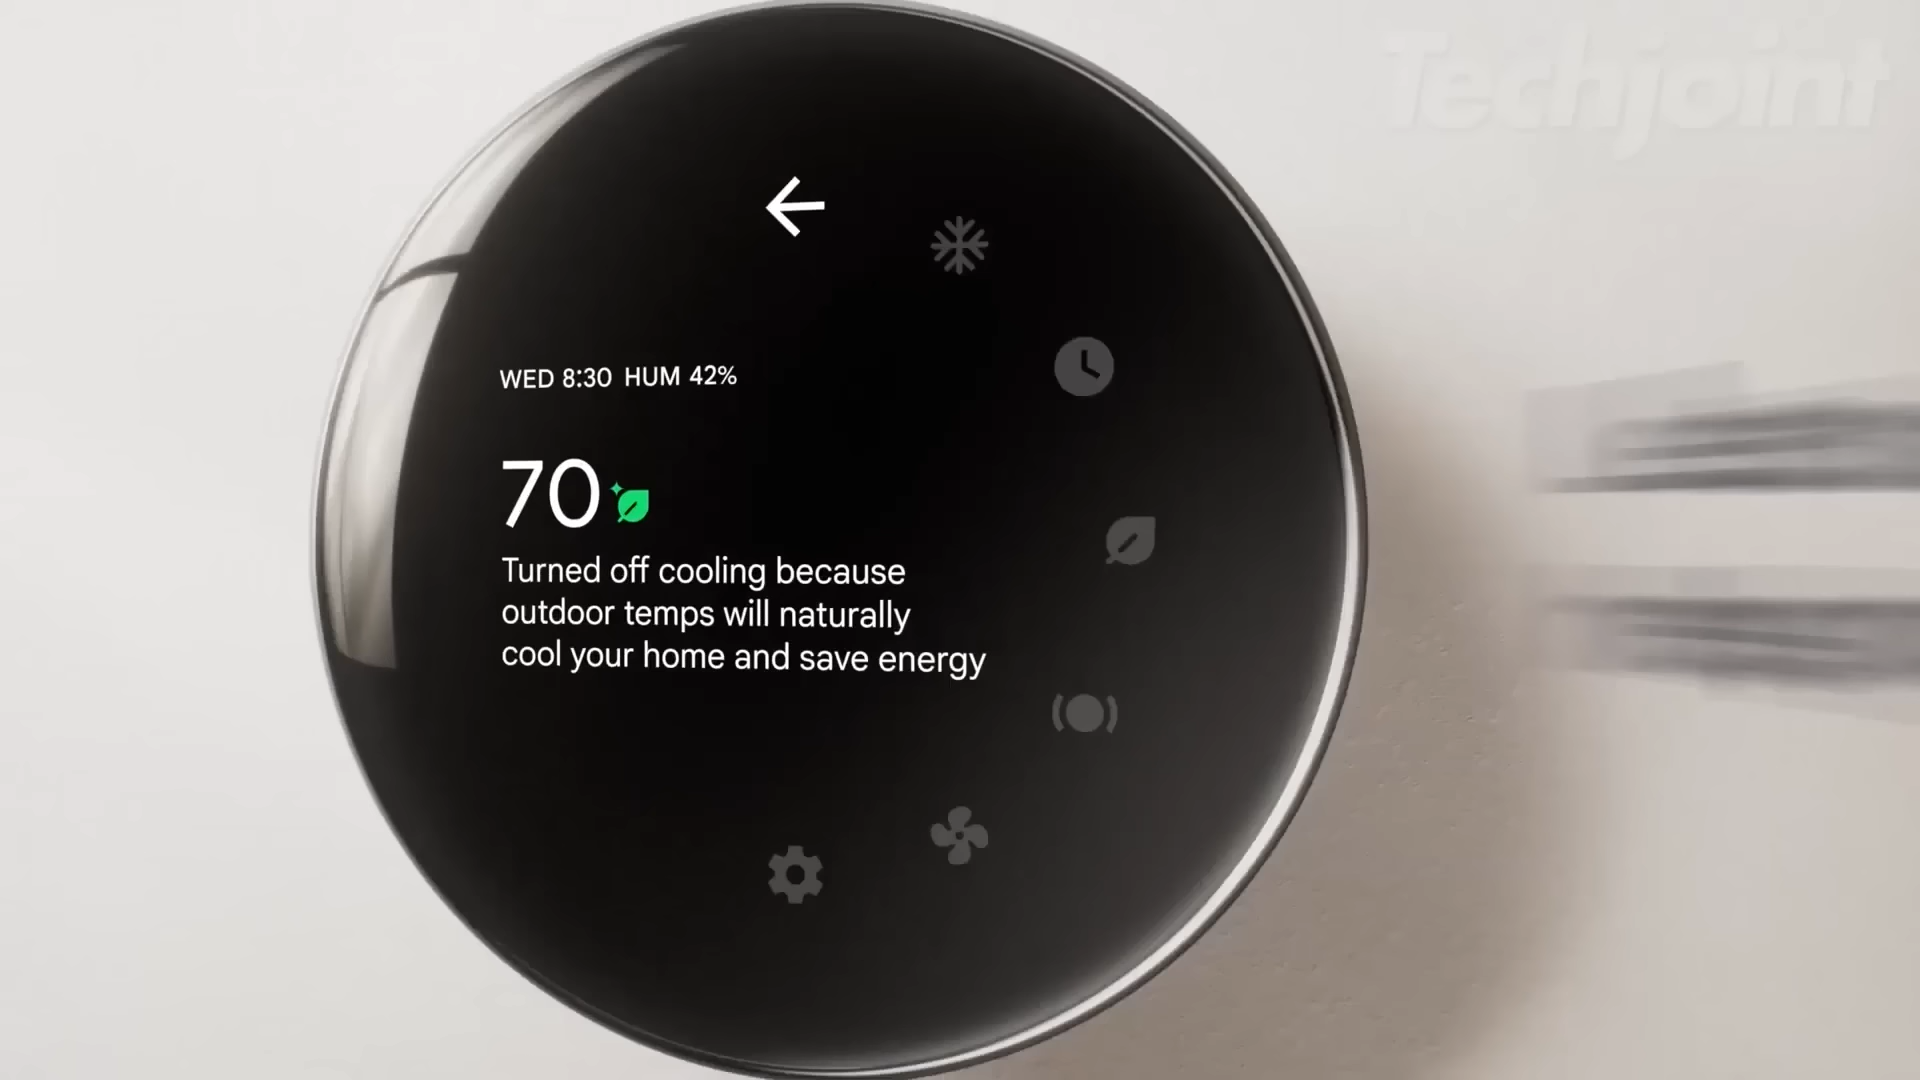 Techjoint
WED 8:30 HUM 42%
70
Turned off cooling because
outdoor temps will naturally
cool your home and save energy